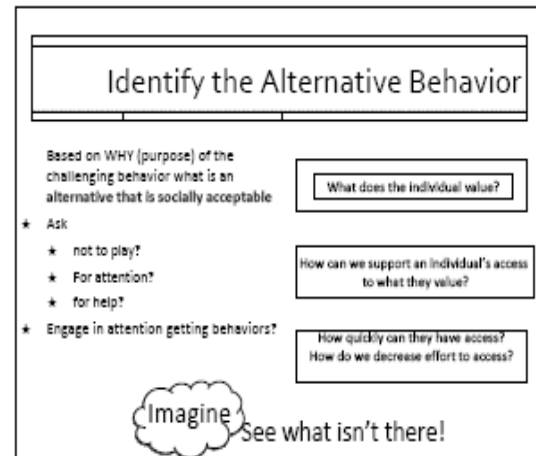 Identify the Alternative Behavior
Based on WHY (purpose) of the
challenging behavior what is an
alternative that is socially acceptable
★ Ask
★ not to play?
★ For attention?
★ for help?
★ Engage in attention getting behaviors?
What does the individual value?
How can we support an individual's access
to what they value?
How quickly can they have access?
How do we decrease effort to access?
Imagine
See what isn't there!